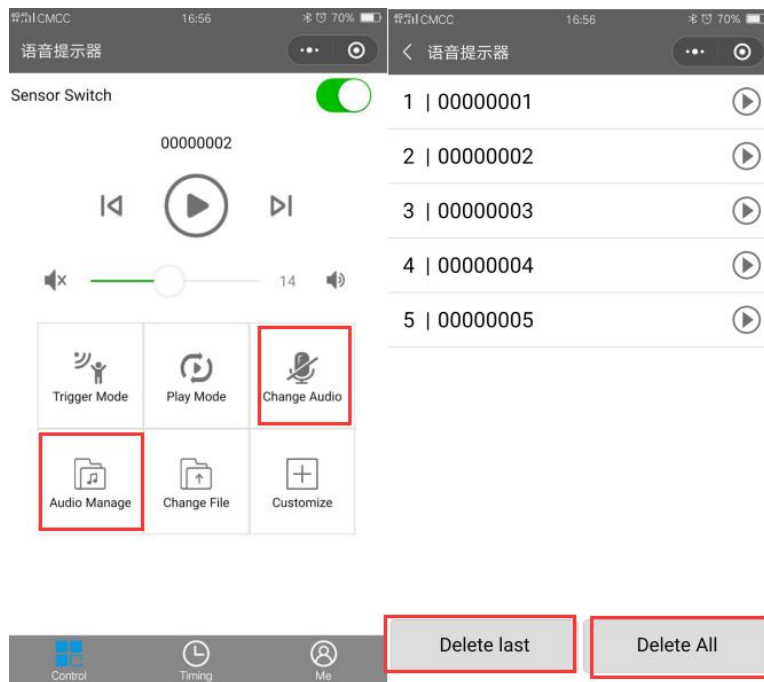 CMCC 16:56 70%
语音提示器
Sensor Switch
00000002
14
Trigger Mode Play Mode Change Audio
Audio Manage Change File Customize
Control Timing Me
CMCC 16:56 70%
语音提示器
1 | 00000001
2 | 00000002
3 | 00000003
4 | 00000004
5 | 00000005
Delete last Delete All